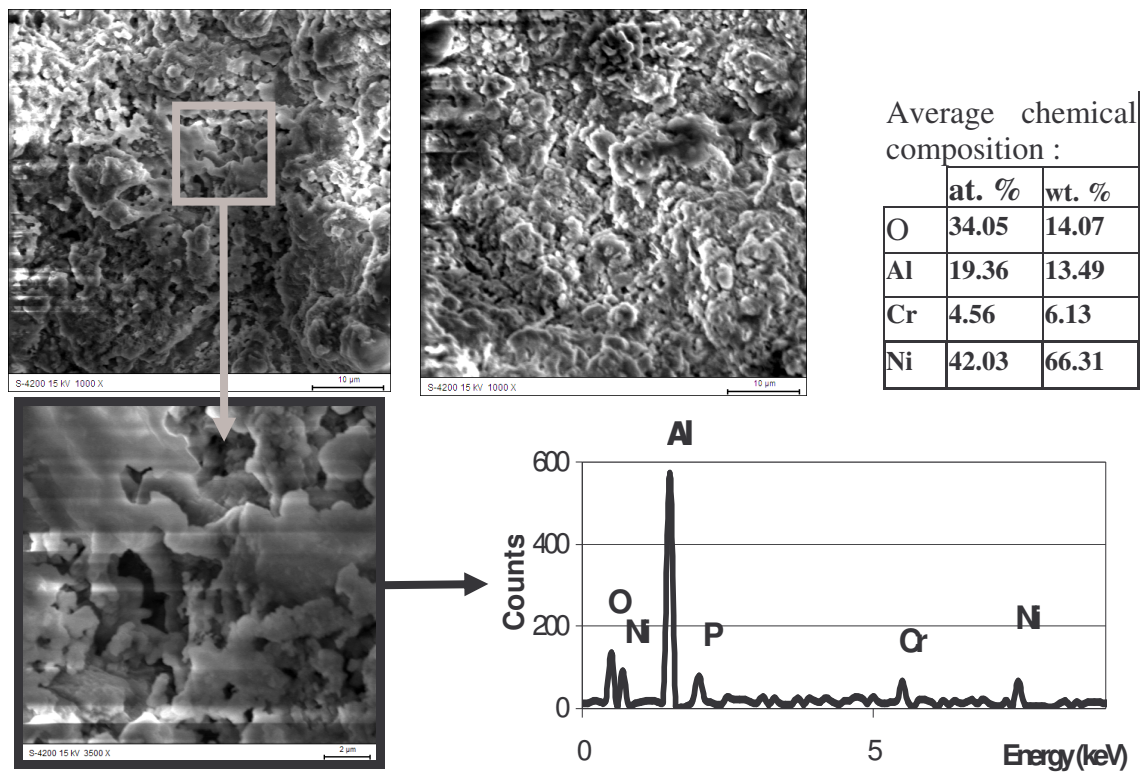 S-4200 15 kV 1000 X 10 µm
S-4200 15 kV 1000 X 10 µm
Average chemical
composition :
at. % wt. %
O 34.05 14.07
Al 19.36 13.49
Cr 4.56 6.13
Ni 42.03 66.31
S-4200 15 kV 3500 X 2 µm
Al
600
400
200
0
Counts
O
Ni
P
Cr
Ni
0 5
Energy (keV)